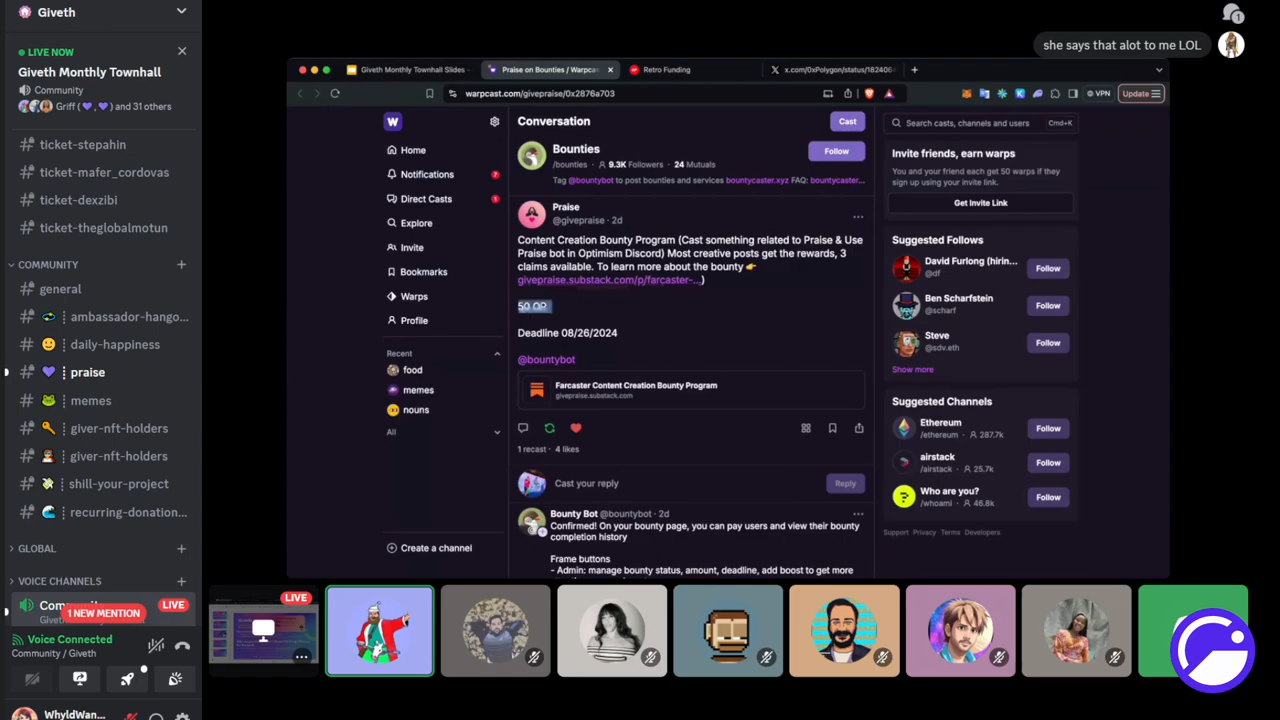 Giveth
LIVE NOW
Giveth Monthly Townhall
Community
Griff (💜,💜) and 31 others
ticket-stepahin
ticket-mafer_cordovas
ticket-dexzibi
ticket-theglobalmotun
COMMUNITY
general
ambassador-hango...
daily-happiness
praise
memes
giver-nft-holders
giver-nft-holders
shill-your-project
recurring-donation...
GLOBAL
VOICE CHANNELS
1 NEW MENTION
LIVE
Voice Connected
Community / Giveth
WhyldWan...
1
she says that alot to me LOL
Giveth Monthly Townhall Slides -
Praise on Bounties / Warpcas
Retro Funding
x.com/0xPolygon/status/182406
warpcast.com/givepraise/0x2876a703
VPN
Update
W
Home
Notifications
7
Direct Casts
1
Explore
Invite
Bookmarks
Warps
Profile
Recent
food
memes
nouns
All
Create a channel
Conversation
Cast
Bounties
/bounties · 9.3K Followers · 24 Mutuals
Follow
Tag @bountybot to post bounties and services bountycaster.xyz FAQ: bountycaster...
Praise
@givepraise · 2d
Content Creation Bounty Program (Cast something related to Praise & Use
Praise bot in Optimism Discord) Most creative posts get the rewards, 3
claims available. To learn more about the bounty 👉
givepraise.substack.com/p/farcaster-...)
50 OP
Deadline 08/26/2024
@bountybot
Farcaster Content Creation Bounty Program
givepraise.substack.com
1 recast · 4 likes
Cast your reply
Reply
Bounty Bot @bountybot · 2d
Confirmed! On your bounty page, you can pay users and view their bounty
completion history
Frame buttons
- Admin: manage bounty status, amount, deadline, add boost to get more
Search casts, channels and users
Cmd+K
Invite friends, earn warps
You and your friend each get 50 warps if they
sign up using your invite link.
Get Invite Link
Suggested Follows
David Furlong (hirin...
@df
Follow
Ben Scharfstein
@scharf
Follow
Steve
@sdv.eth
Follow
Show more
Suggested Channels
Ethereum
/ethereum · 287.7k
Follow
airstack
/airstack · 25.7k
Follow
Who are you?
/whoami · 46.8k
Follow
Support Privacy Terms Developers
LIVE